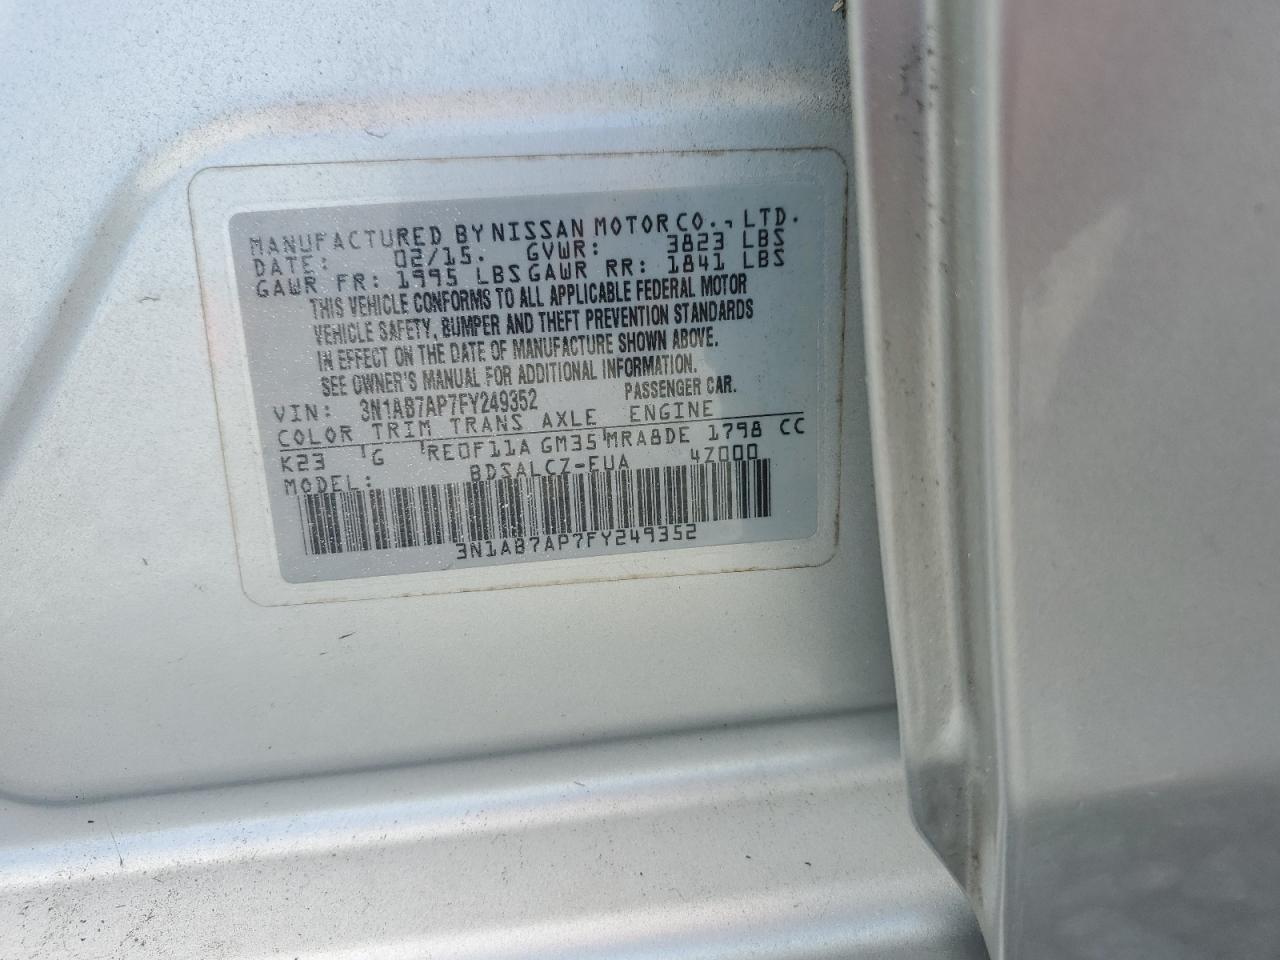 MANUFACTURED BY NISSAN MOTOR CO., LTD.
DATE: 02/15. GVWR: 3823 LBS
GAWR FR: 1995 LBS GAWR RR: 1841 LBS
THIS VEHICLE CONFORMS TO ALL APPLICABLE FEDERAL MOTOR
VEHICLE SAFETY, BUMPER AND THEFT PREVENTION STANDARDS
IN EFFECT ON THE DATE OF MANUFACTURE SHOWN ABOVE.
SEE OWNER'S MANUAL FOR ADDITIONAL INFORMATION.
VIN: 3N1AB7AP7FY249352 PASSENGER CAR.
COLOR TRIM TRANS AXLE ENGINE
K23 G RE0F11A GM35 MRA8DE 1798 CC
MODEL: BDSALCZ-EUA 4Z000
3N1AB7AP7FY249352